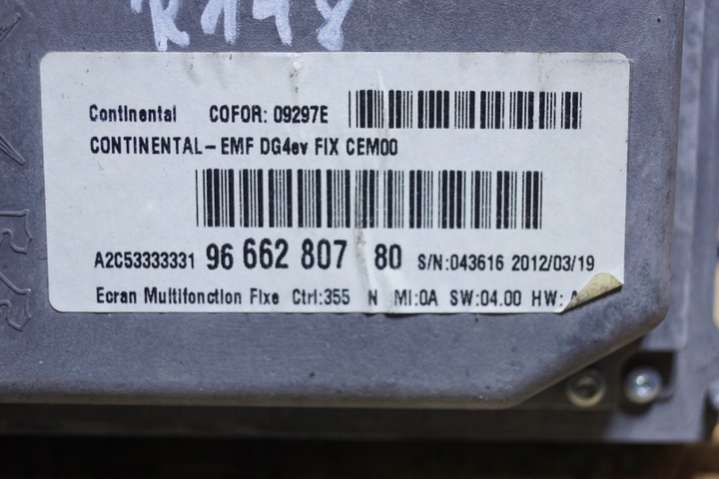 Continental COFOR: 09297E
CONTINENTAL-EMF DG4ev FIX CEM00
A2C53333331 96 662 807 80 S/N:043616 2012/03/19
Ecran Multifonction Fixe Ctrl:355 N MI:0A SW:04.00 HW: